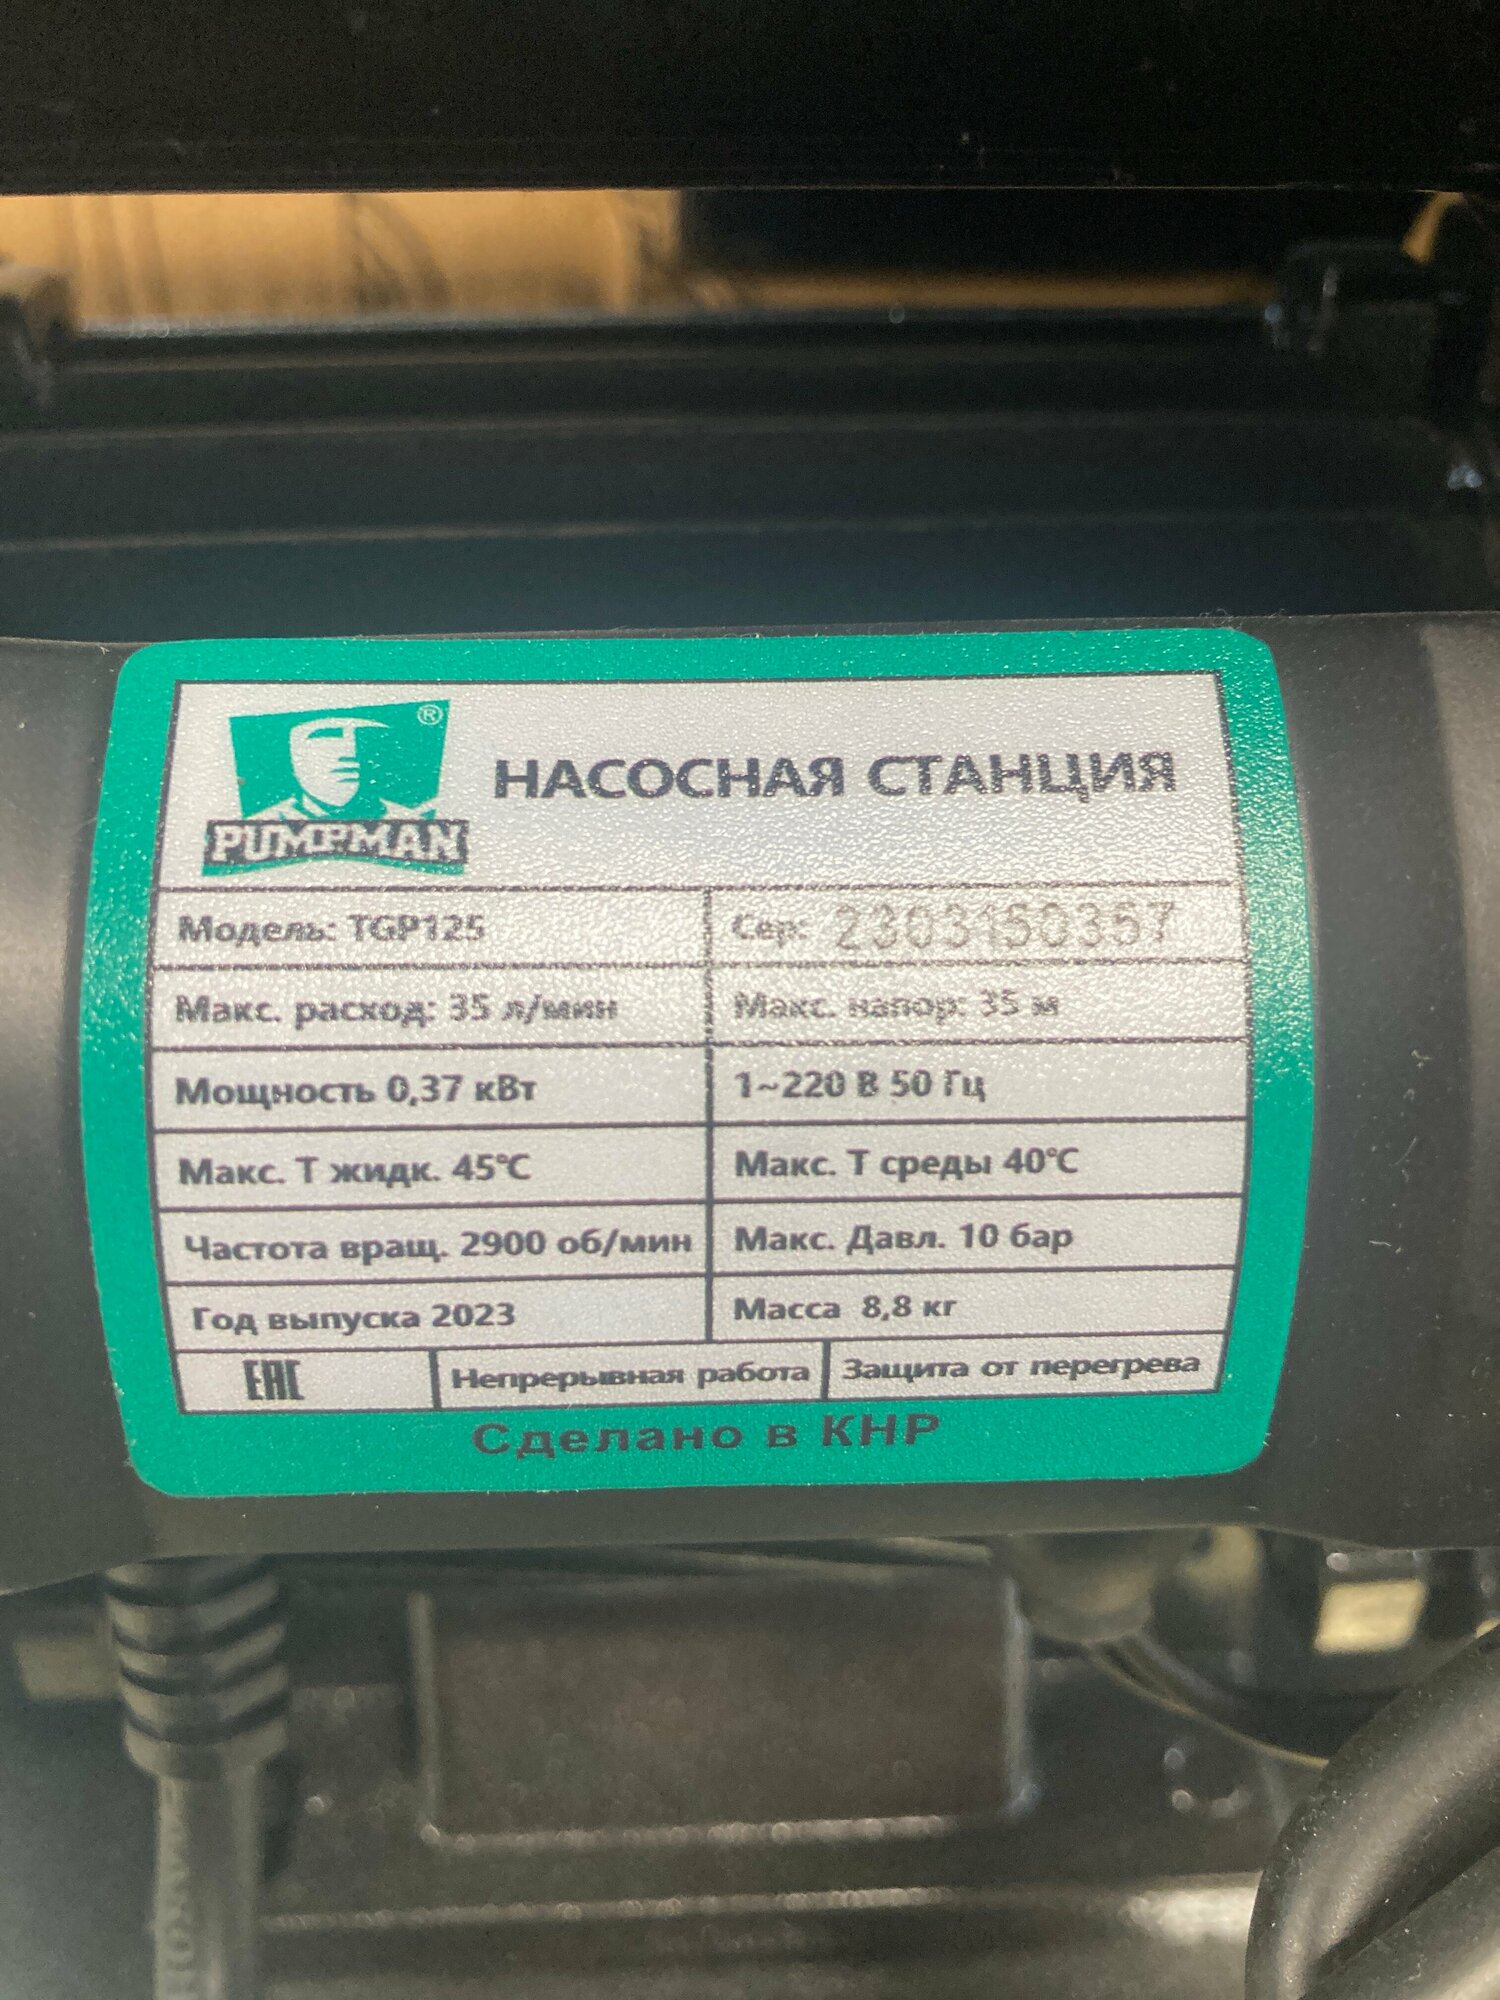 ®
PUMPMAN
НАСОСНАЯ СТАНЦИЯ
Модель: TGP125
Сер: 2303150357
Макс. расход: 35 л/мин
Макс. напор: 35 м
Мощность 0,37 кВт
1~220 В 50 Гц
Макс. Т жидк. 45°С
Макс. Т среды 40°С
Частота вращ. 2900 об/мин
Макс. Давл. 10 бар
Год выпуска 2023
Масса 8,8 кг
ЕАС
Непрерывная работа
Защита от перегрева
Сделано в КНР